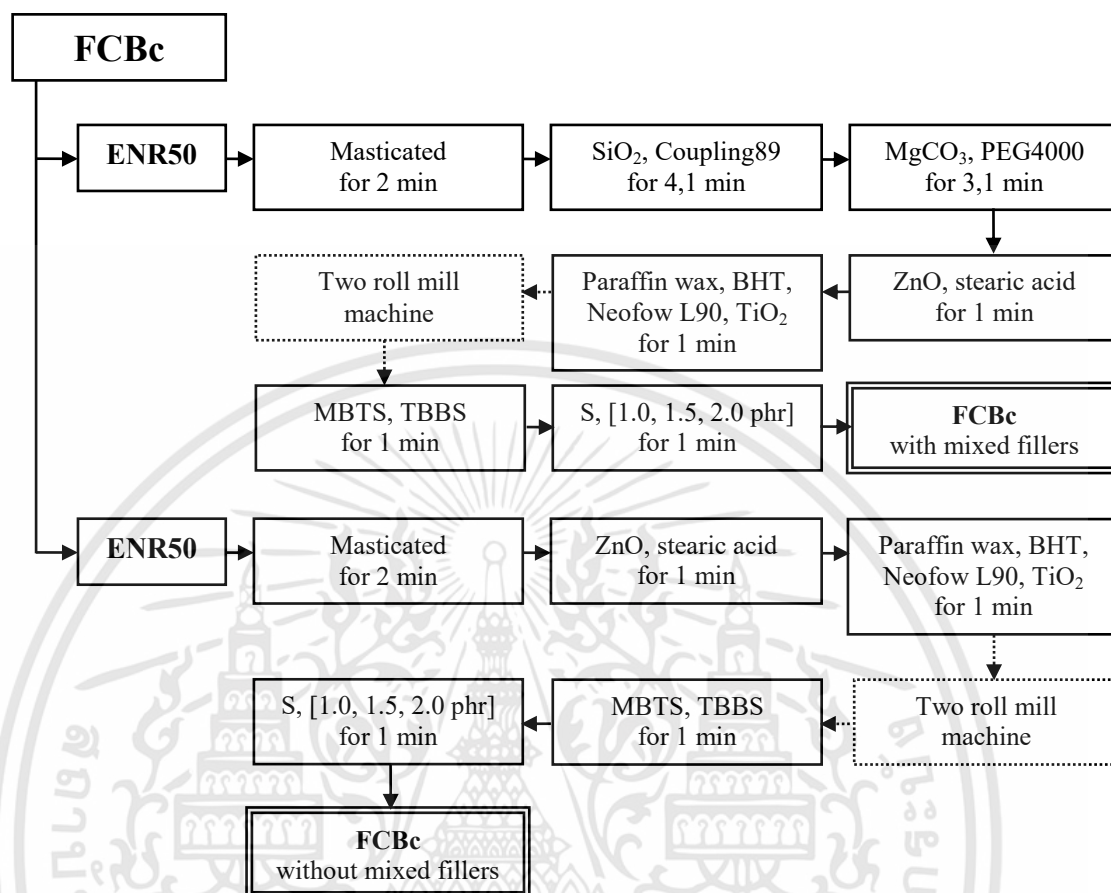 FCBc
ENR50
Masticated
for 2 min
SiO₂, Coupling89
for 4,1 min
MgCO₃, PEG4000
for 3,1 min
ZnO, stearic acid
for 1 min
Paraffin wax, BHT,
Neofow L90, TiO₂
for 1 min
Two roll mill
machine
MBTS, TBBS
for 1 min
S, [1.0, 1.5, 2.0 phr]
for 1 min
FCBc
with mixed fillers
ENR50
Masticated
for 2 min
ZnO, stearic acid
for 1 min
Paraffin wax, BHT,
Neofow L90, TiO₂
for 1 min
Two roll mill
machine
MBTS, TBBS
for 1 min
S, [1.0, 1.5, 2.0 phr]
for 1 min
FCBc
without mixed fillers